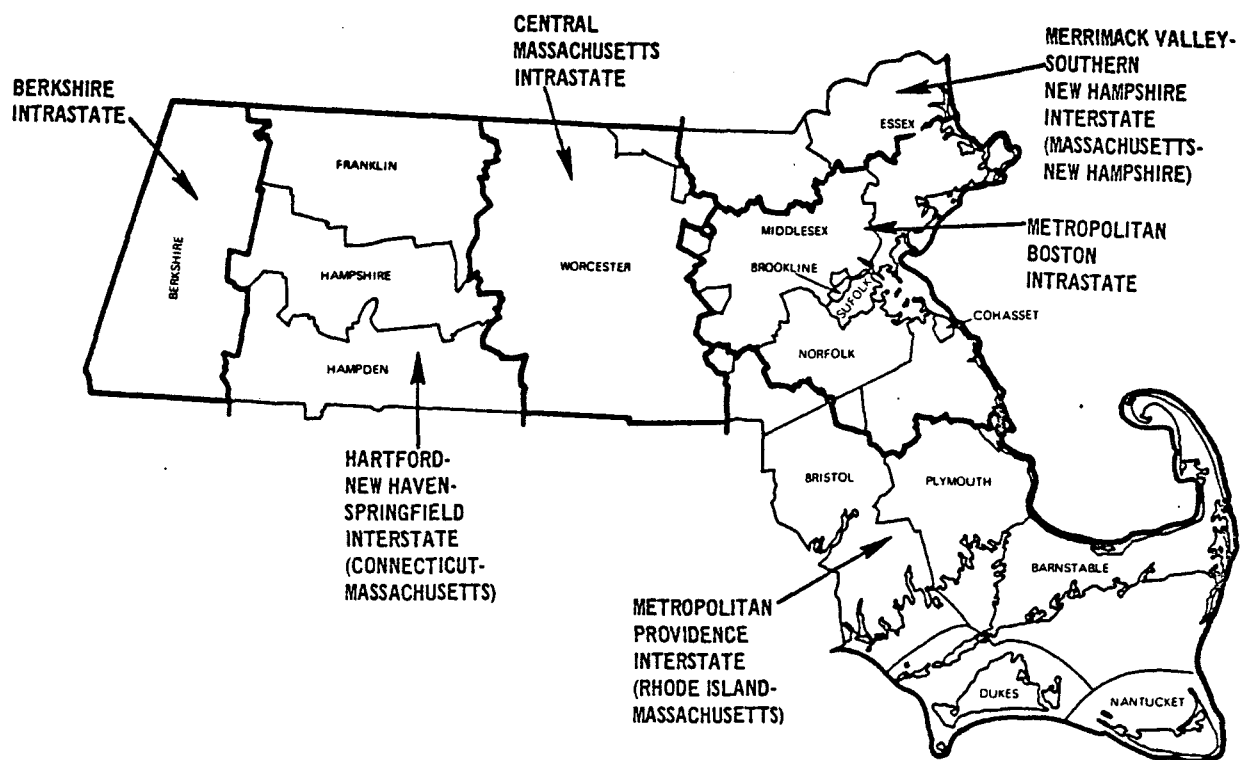 CENTRAL
MASSACHUSETTS
INTRASTATE
MERRIMACK VALLEY-
SOUTHERN
NEW HAMPSHIRE
INTERSTATE
(MASSACHUSETTS-
NEW HAMPSHIRE)
BERKSHIRE
INTRASTATE
ESSEX
FRANKLIN
METROPOLITAN
BOSTON
INTRASTATE
MIDDLESEX
BERKSHIRE
HAMPSHIRE
WORCESTER
BROOKLINE
SUFOLK
COHASSET
NORFOLK
HAMPDEN
HARTFORD-
NEW HAVEN-
SPRINGFIELD
INTERSTATE
(CONNECTICUT-
MASSACHUSETTS)
BRISTOL
PLYMOUTH
BARNSTABLE
METROPOLITAN
PROVIDENCE
INTERSTATE
(RHODE ISLAND-
MASSACHUSETTS)
DUKES
NANTUCKET